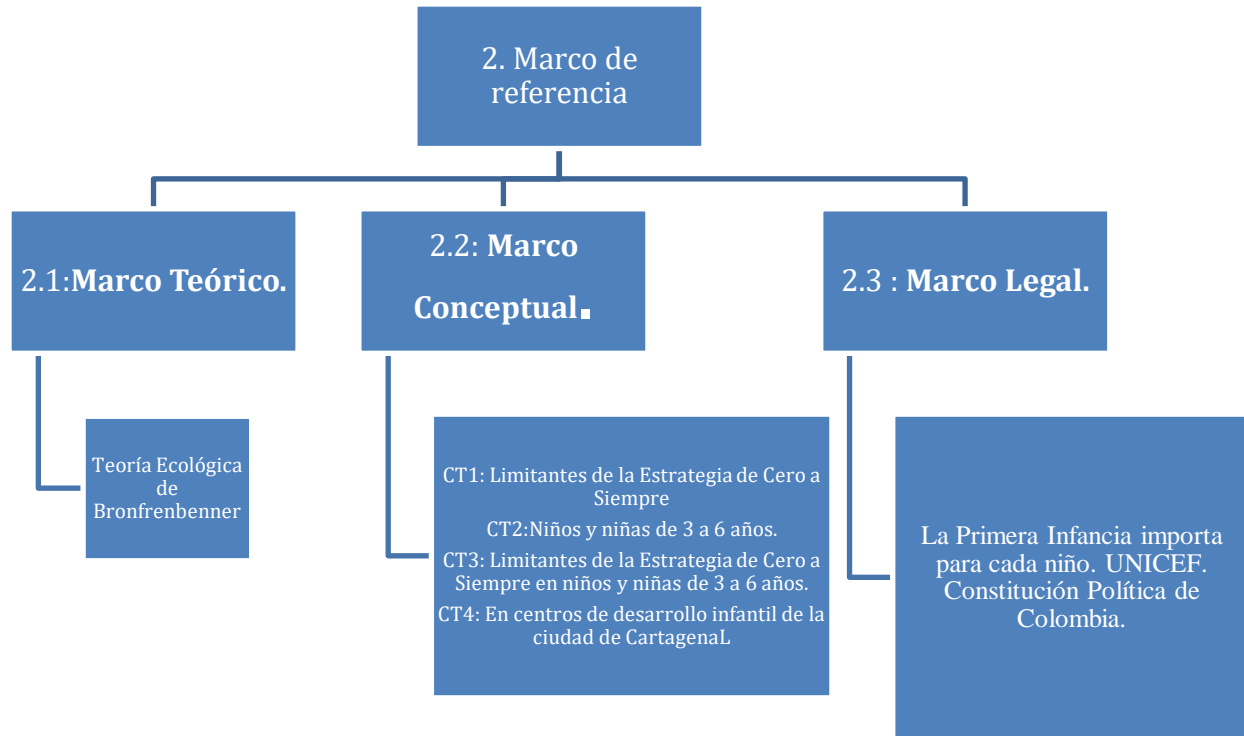 2. Marco de
referencia
2.1:Marco Teórico.
2.2: Marco
Conceptual.
2.3 : Marco Legal.
Teoría Ecológica
de
Bronfrenbenner
CT1: Limitantes de la Estrategia de Cero a
Siempre
CT2:Niños y niñas de 3 a 6 años.
CT3: Limitantes de la Estrategia de Cero a
Siempre en niños y niñas de 3 a 6 años.
CT4: En centros de desarrollo infantil de la
ciudad de CartagenaL
La Primera Infancia importa
para cada niño. UNICEF.
Constitución Política de
Colombia.